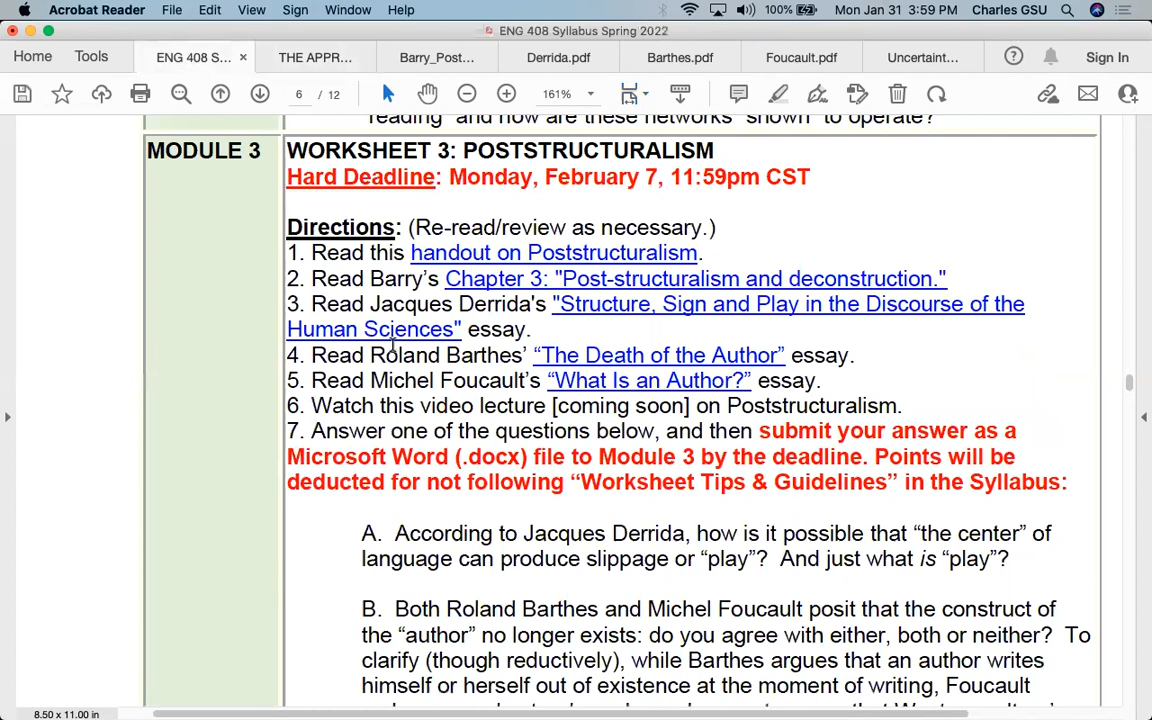 Acrobat Reader File Edit View Sign Window Help 100% Mon Jan 31 3:59 PM Charles GSU
ENG 408 Syllabus Spring 2022
Home Tools ENG 408 S... × THE APPR... Barry_Post... Derrida.pdf Barthes.pdf Foucault.pdf Uncertaint... Sign In
6 / 12 161%
reading" and how are these networks "shown" to operate?
MODULE 3 WORKSHEET 3: POSTSTRUCTURALISM
Hard Deadline: Monday, February 7, 11:59pm CST
Directions: (Re-read/review as necessary.)
1. Read this handout on Poststructuralism.
2. Read Barry's Chapter 3: "Post-structuralism and deconstruction."
3. Read Jacques Derrida's "Structure, Sign and Play in the Discourse of the
Human Sciences" essay.
4. Read Roland Barthes' “The Death of the Author” essay.
5. Read Michel Foucault's “What Is an Author?” essay.
6. Watch this video lecture [coming soon] on Poststructuralism.
7. Answer one of the questions below, and then submit your answer as a
Microsoft Word (.docx) file to Module 3 by the deadline. Points will be
deducted for not following “Worksheet Tips & Guidelines” in the Syllabus:
A. According to Jacques Derrida, how is it possible that “the center” of
language can produce slippage or “play”? And just what is “play”?
B. Both Roland Barthes and Michel Foucault posit that the construct of
the “author” no longer exists: do you agree with either, both or neither? To
clarify (though reductively), while Barthes argues that an author writes
himself or herself out of existence at the moment of writing, Foucault
8.50 x 11.00 in